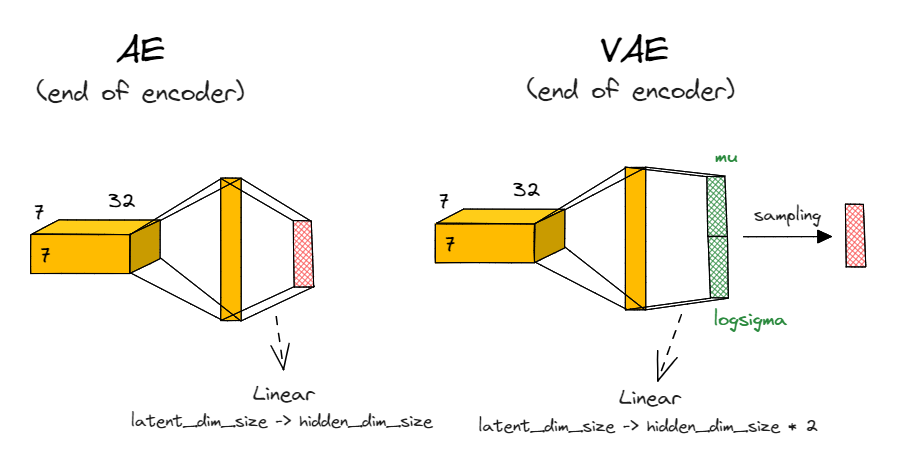 AE
(end of encoder)
7
32
7
Linear
latent_dim_size -> hidden_dim_size
VAE
(end of encoder)
7
32
7
mu
logsigma
sampling
Linear
latent_dim_size -> hidden_dim_size * 2